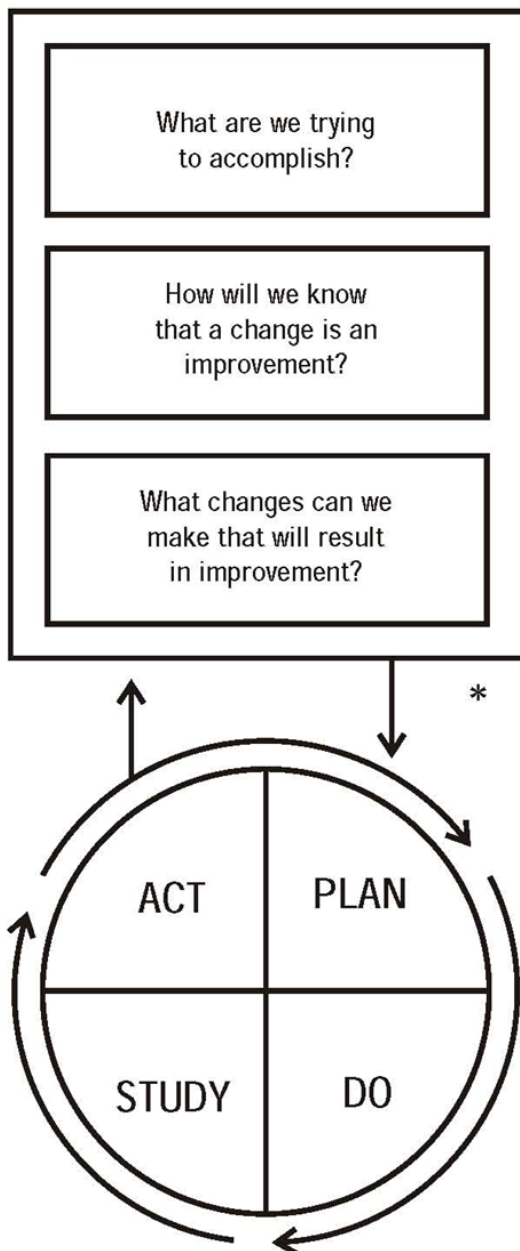 What are we trying
to accomplish?
How will we know
that a change is an
improvement?
What changes can we
make that will result
in improvement?
*
ACT PLAN
STUDY DO